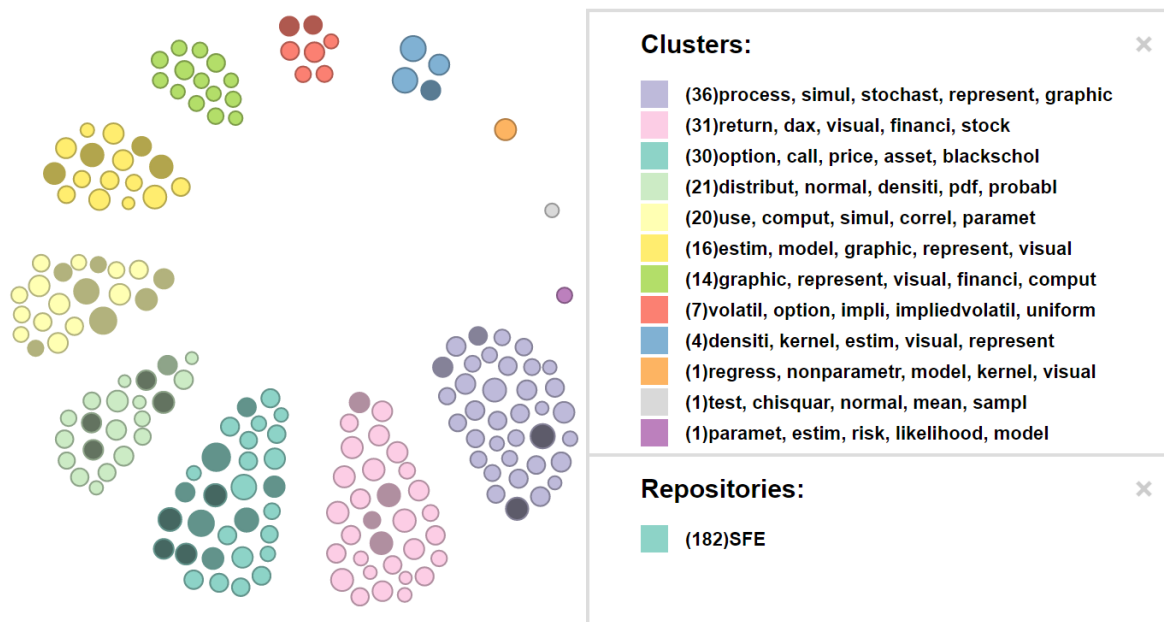 Clusters:
×
(36)process, simul, stochast, represent, graphic
(31)return, dax, visual, financi, stock
(30)option, call, price, asset, blackschol
(21)distribut, normal, densiti, pdf, probabl
(20)use, comput, simul, correl, paramet
(16)estim, model, graphic, represent, visual
(14)graphic, represent, visual, financi, comput
(7)volatil, option, impli, impliedvolatil, uniform
(4)densiti, kernel, estim, visual, represent
(1)regress, nonparametr, model, kernel, visual
(1)test, chisquar, normal, mean, sampl
(1)paramet, estim, risk, likelihood, model
Repositories:
×
(182)SFE